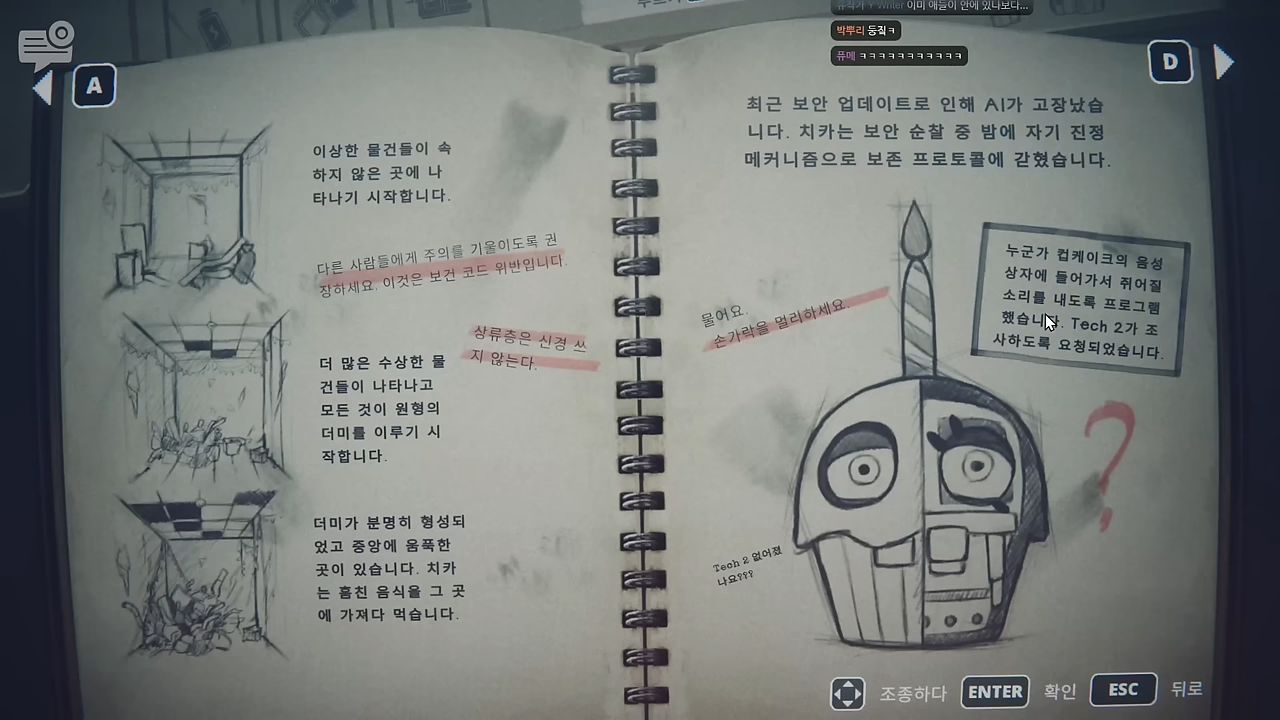 이미 애들이 안에 있나보다...
박뿌리 등짘ㅋ
퓨메 ㅋㅋㅋㅋㅋㅋㅋㅋㅋㅋㅋ
A
D
이상한 물건들이 속
하지 않은 곳에 나
타나기 시작합니다.
다른 사람들에게 주의를 기울이도록 권
장하세요. 이것은 보건 코드 위반입니다.
상류층은 신경 쓰
지 않는다.
더 많은 수상한 물
건들이 나타나고
모든 것이 원형의
더미를 이루기 시
작합니다.
더미가 분명히 형성되
었고 중앙에 움푹한
곳이 있습니다. 치카
는 훔친 음식을 그 곳
에 가져다 먹습니다.
최근 보안 업데이트로 인해 AI가 고장났습
니다. 치카는 보안 순찰 중 밤에 자기 진정
메커니즘으로 보존 프로토콜에 갇혔습니다.
누군가 컵케이크의 음성
상자에 들어가서 쥐어질
소리를 내도록 프로그램
했습니다. Tech 2가 조
사하도록 요청되었습니다.
물어요.
손가락을 멀리하세요.
?
Tech 2 없어졌
나요???
조종하다 ENTER 확인 ESC 뒤로